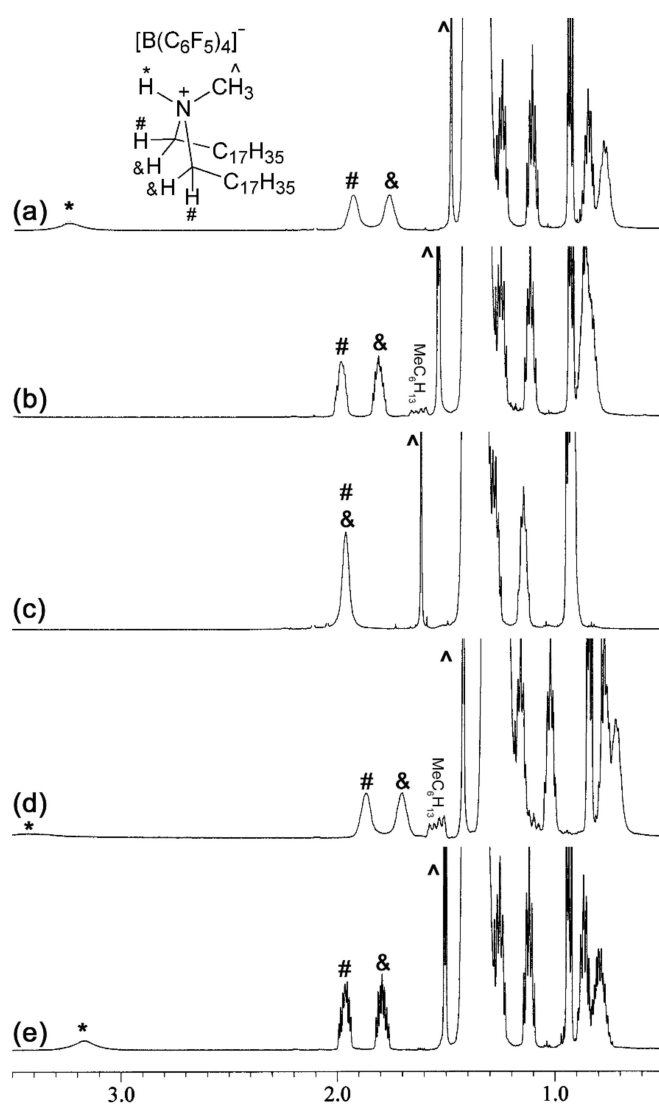 [B(C6F5)4]−
* ^
H + CH3
N
#
H C17H35
& H
& H C17H35
H
#
(a) * # & ^
(b) # & MeC6H13 ^
(c) # & ^
(d) * # & MeC6H13 ^
(e) * # & ^
3.0 2.0 1.0